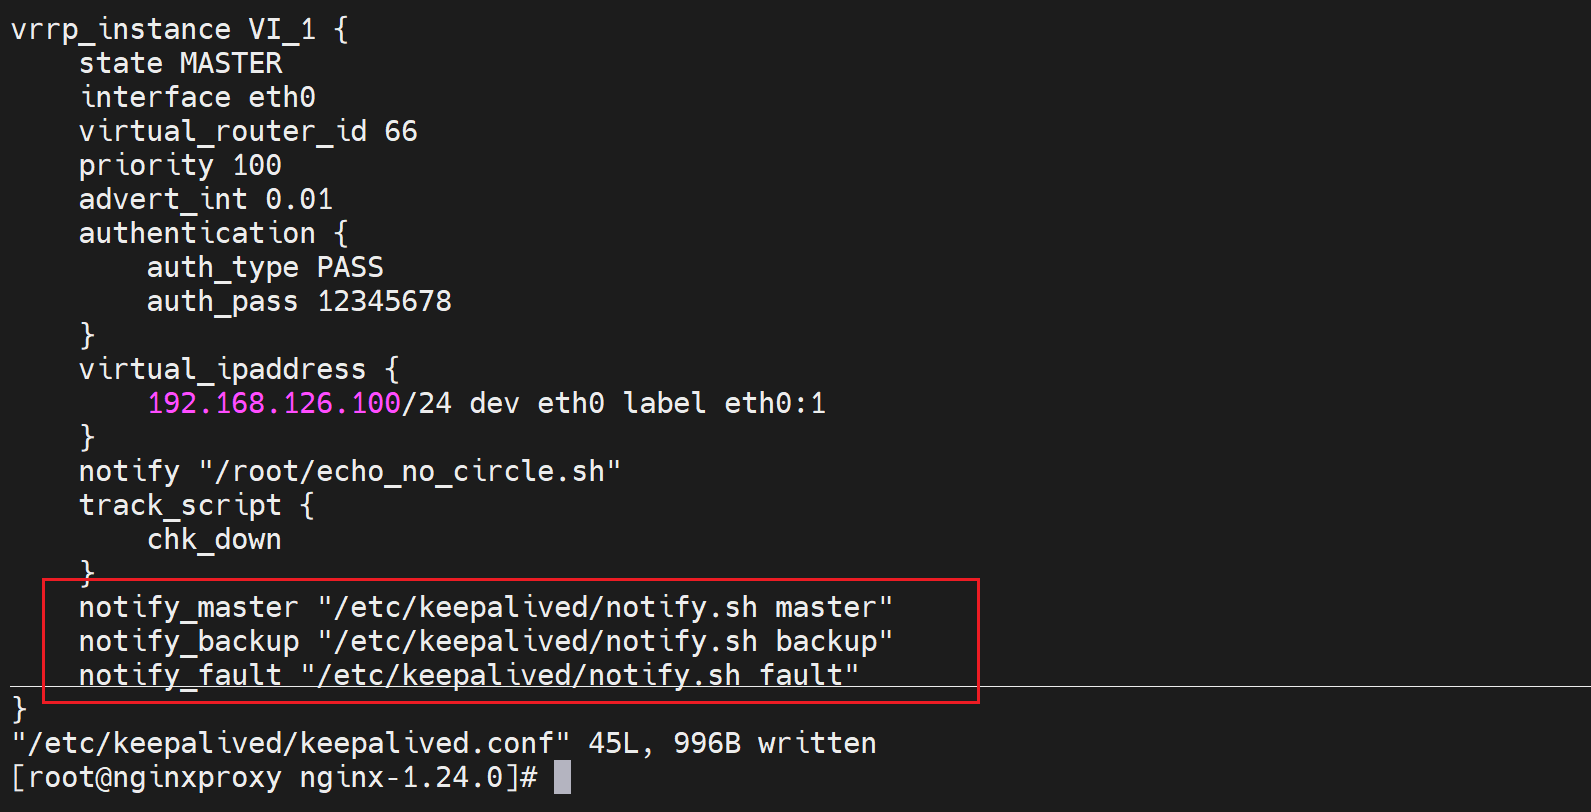 vrrp_instance VI_1 {
    state MASTER
    interface eth0
    virtual_router_id 66
    priority 100
    advert_int 0.01
    authentication {
        auth_type PASS
        auth_pass 12345678
    }
    virtual_ipaddress {
        192.168.126.100/24 dev eth0 label eth0:1
    }
    notify "/root/echo_no_circle.sh"
    track_script {
        chk_down
    }
    notify_master "/etc/keepalived/notify.sh master"
    notify_backup "/etc/keepalived/notify.sh backup"
    notify_fault "/etc/keepalived/notify.sh fault"
}
"/etc/keepalived/keepalived.conf" 45L, 996B written
[root@nginxproxy nginx-1.24.0]#